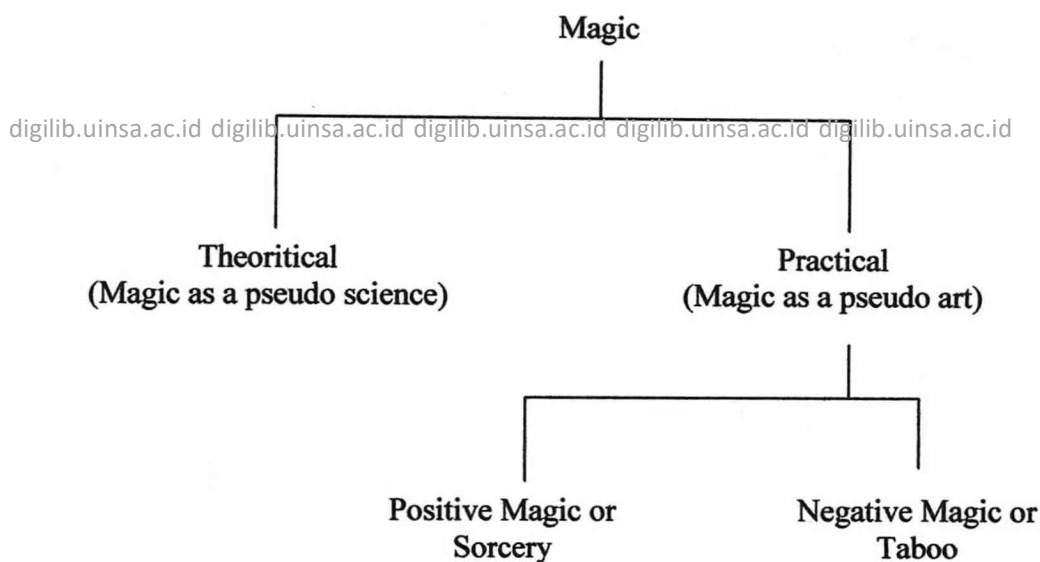 Magic
digilib.uinsa.ac.id digilib.uinsa.ac.id digilib.uinsa.ac.id digilib.uinsa.ac.id digilib.uinsa.ac.id
Theoritical
(Magic as a pseudo science)
Practical
(Magic as a pseudo art)
Positive Magic or
Sorcery
Negative Magic or
Taboo